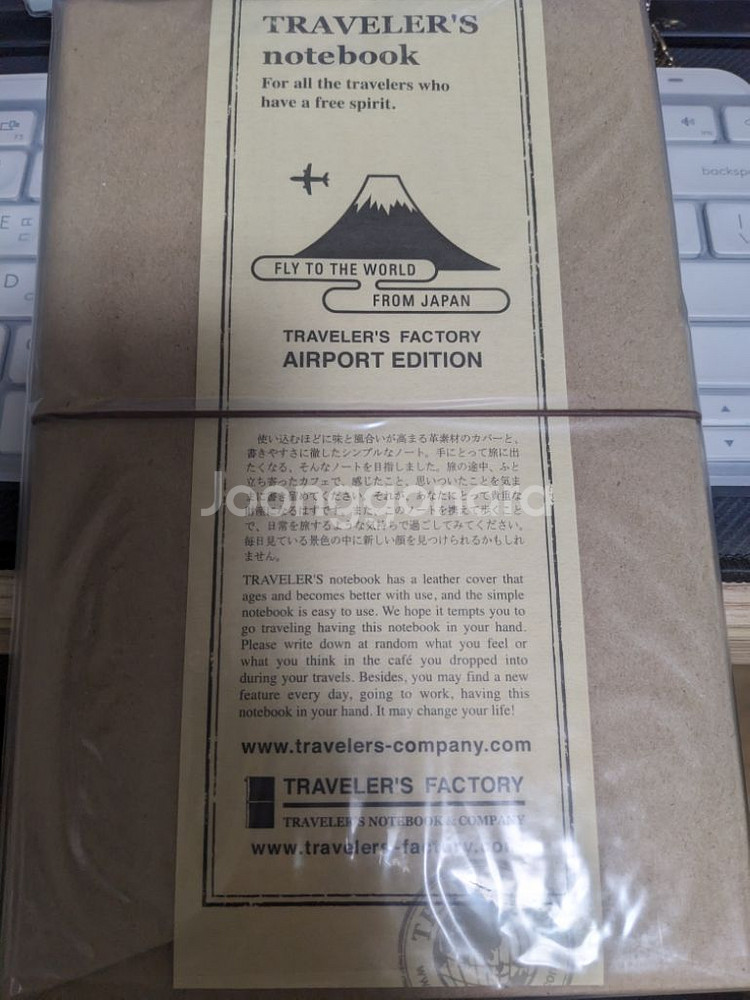 TRAVELER'S
notebook
For all the travelers who
have a free spirit.
FLY TO THE WORLD
FROM JAPAN
TRAVELER'S FACTORY
AIRPORT EDITION
使い込むほどに味と風合いが高まる革素材のカバーと、
書きやすさに徹したシンプルなノート。手にとって旅に出
たくなる、そんなノートを目指しました。旅の途中、ふと
立ち寄ったカフェで、感じたこと、思いついたことを気ま
Joongonara
で、日常を旅するような気持ちで過ごしてみてください。
毎日見ている景色の中に新しい顔を見つけられるかもしれ
ません。
TRAVELER'S notebook has a leather cover that
ages and becomes better with use, and the simple
notebook is easy to use. We hope it tempts you to
go traveling having this notebook in your hand.
Please write down at random what you feel or
what you think in the café you dropped into
during your travels. Besides, you may find a new
feature every day, going to work, having this
notebook in your hand. It may change your life!
www.travelers-company.com
TRAVELER'S FACTORY
TRAVELER'S NOTEBOOK & COMPANY
www.travelers-factory.com
backsp
E
D